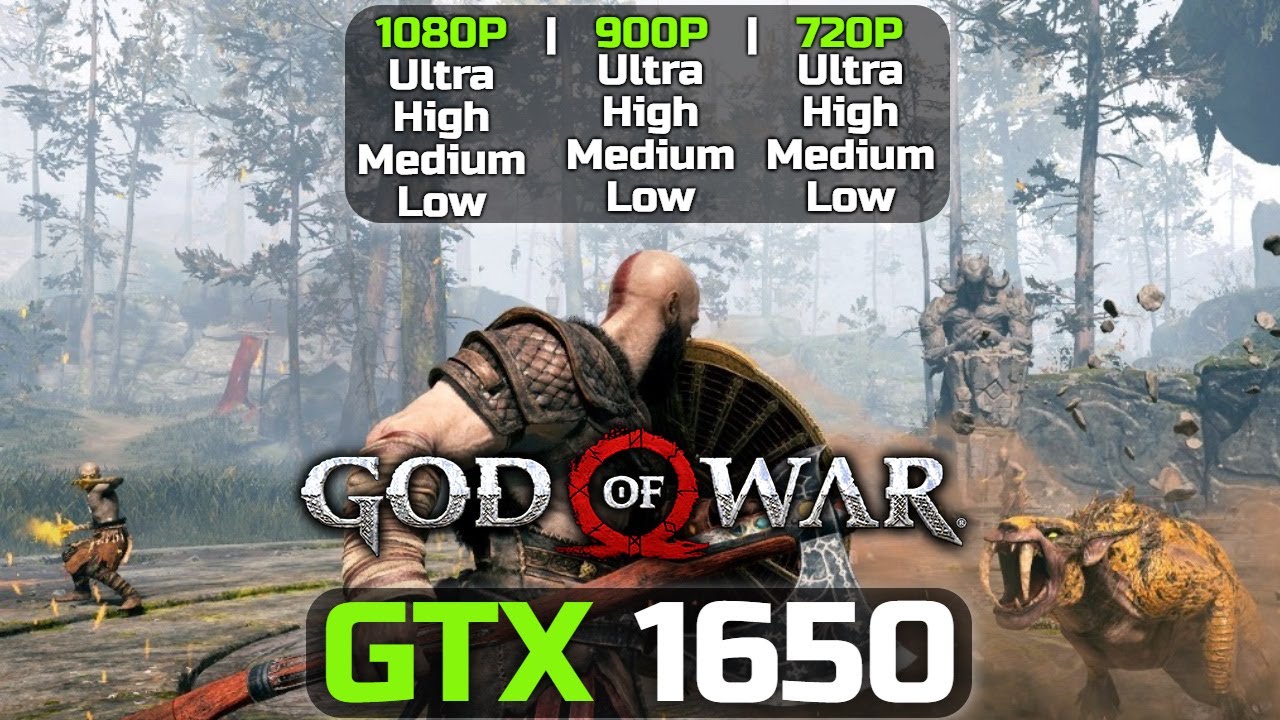 1080P | 900P | 720P
Ultra Ultra Ultra
High High High
Medium Medium Medium
Low Low Low
GOD OF WAR®
GTX 1650